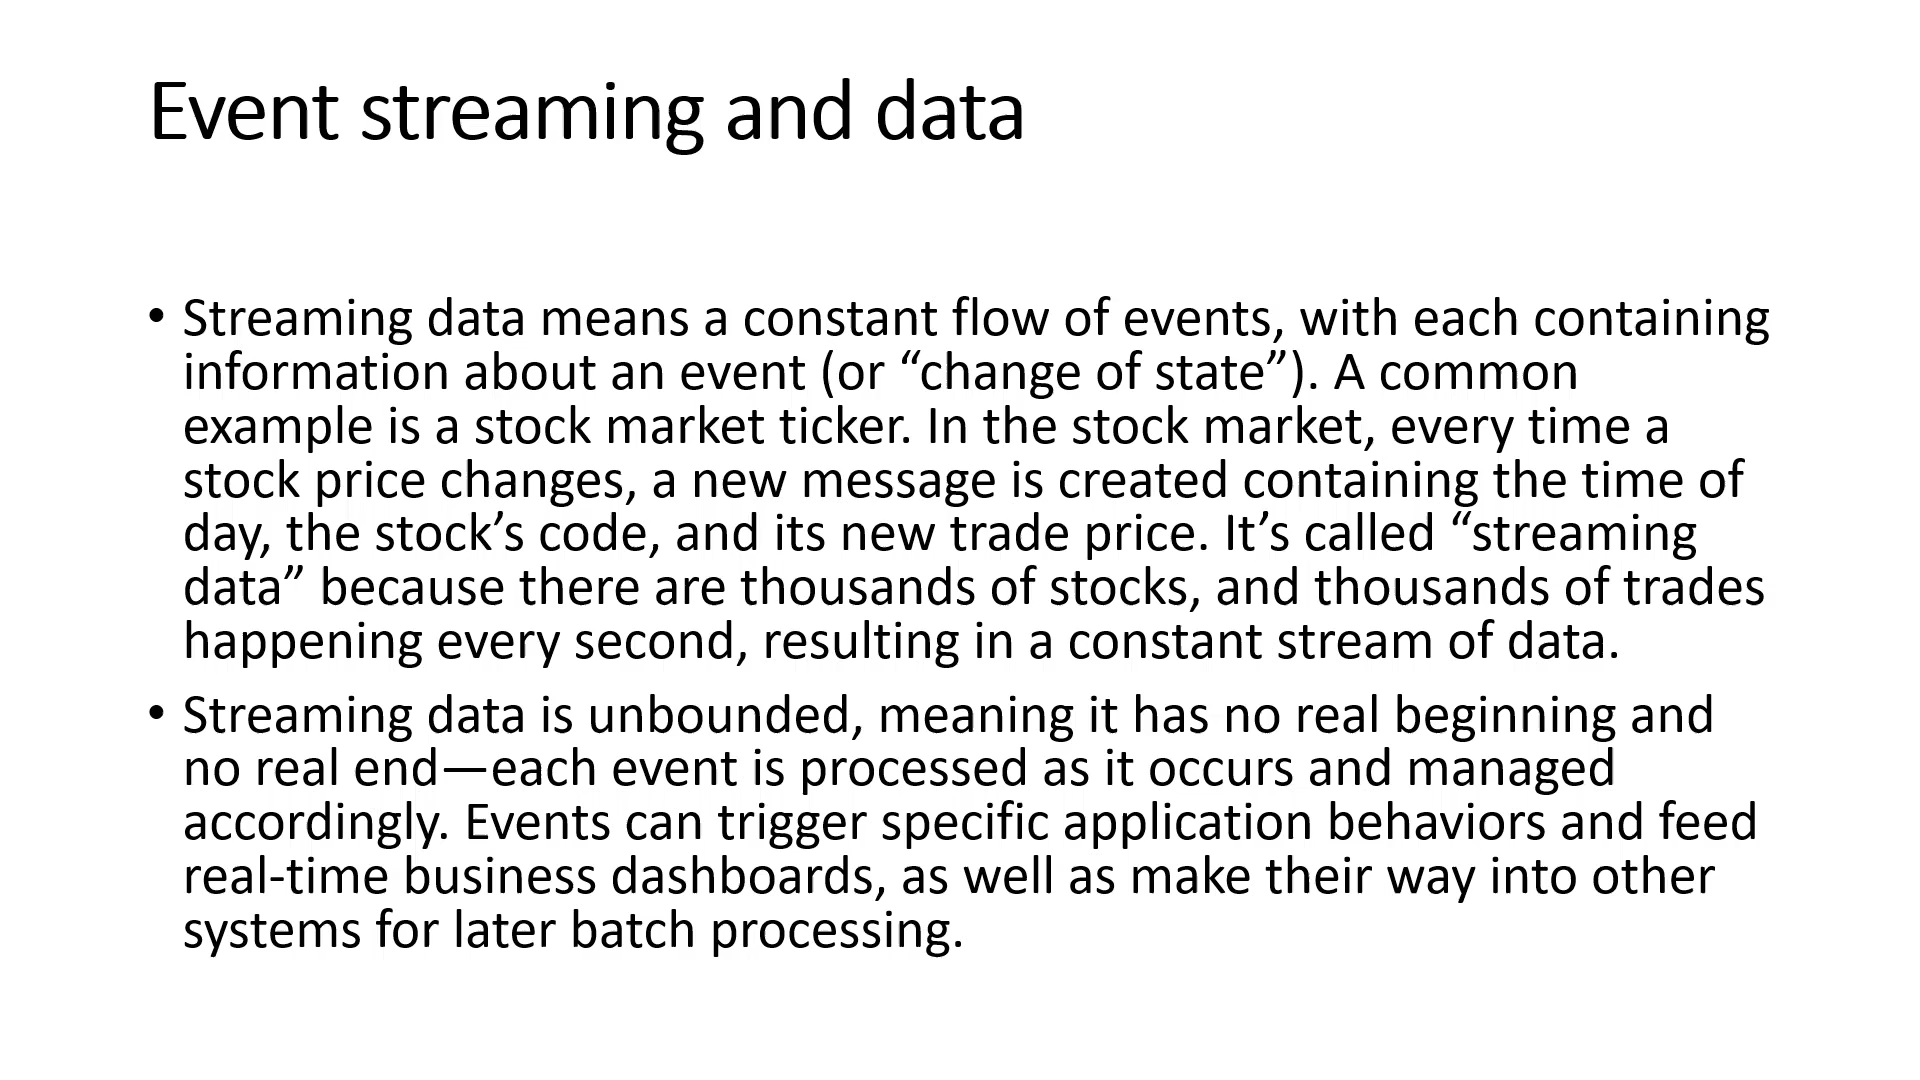 Event streaming and data
• Streaming data means a constant flow of events, with each containing
information about an event (or “change of state”). A common
example is a stock market ticker. In the stock market, every time a
stock price changes, a new message is created containing the time of
day, the stock’s code, and its new trade price. It’s called “streaming
data” because there are thousands of stocks, and thousands of trades
happening every second, resulting in a constant stream of data.
• Streaming data is unbounded, meaning it has no real beginning and
no real end—each event is processed as it occurs and managed
accordingly. Events can trigger specific application behaviors and feed
real-time business dashboards, as well as make their way into other
systems for later batch processing.